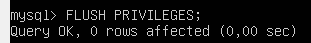 mysql> FLUSH PRIVILEGES;
Query OK, 0 rows affected (0,00 sec)